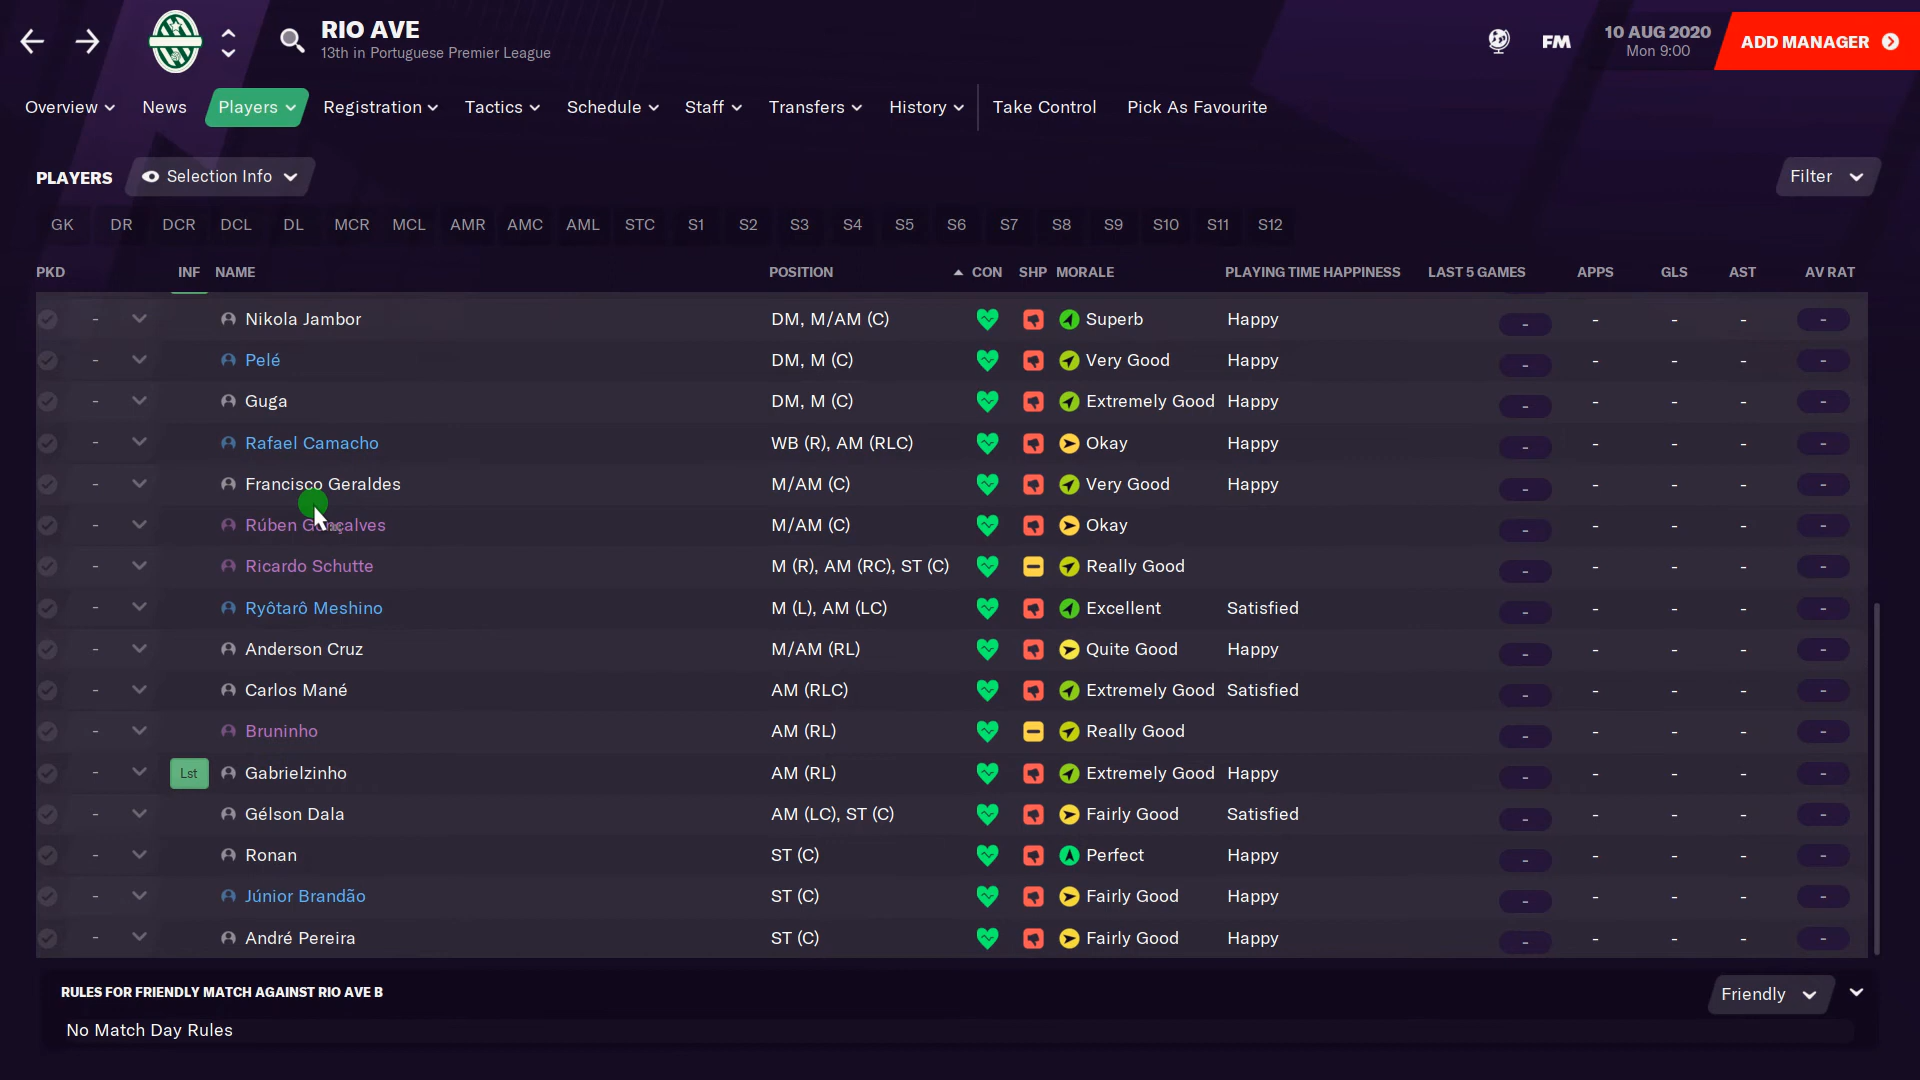 RIO AVE
13th in Portuguese Premier League
FM
10 AUG 2020
Mon 9:00
ADD MANAGER
Overview News Players Registration Tactics Schedule Staff Transfers History Take Control Pick As Favourite
PLAYERS Selection Info Filter
GK DR DCR DCL DL MCR MCL AMR AMC AML STC S1 S2 S3 S4 S5 S6 S7 S8 S9 S10 S11 S12
PKD INF NAME POSITION CON SHP MORALE PLAYING TIME HAPPINESS LAST 5 GAMES APPS GLS AST AV RAT
- Nikola Jambor DM, M/AM (C) Superb Happy - - - - -
- Pelé DM, M (C) Very Good Happy - - - - -
- Guga DM, M (C) Extremely Good Happy - - - - -
- Rafael Camacho WB (R), AM (RLC) Okay Happy - - - - -
- Francisco Geraldes M/AM (C) Very Good Happy - - - - -
- Rúben Gonçalves M/AM (C) Okay - - - - -
- Ricardo Schutte M (R), AM (RC), ST (C) Really Good - - - - -
- Ryôtarô Meshino M (L), AM (LC) Excellent Satisfied - - - - -
- Anderson Cruz M/AM (RL) Quite Good Happy - - - - -
- Carlos Mané AM (RLC) Extremely Good Satisfied - - - - -
- Bruninho AM (RL) Really Good - - - - -
- Lst Gabrielzinho AM (RL) Extremely Good Happy - - - - -
- Gélson Dala AM (LC), ST (C) Fairly Good Satisfied - - - - -
- Ronan ST (C) Perfect Happy - - - - -
- Júnior Brandão ST (C) Fairly Good Happy - - - - -
- André Pereira ST (C) Fairly Good Happy - - - - -
RULES FOR FRIENDLY MATCH AGAINST RIO AVE B Friendly
No Match Day Rules